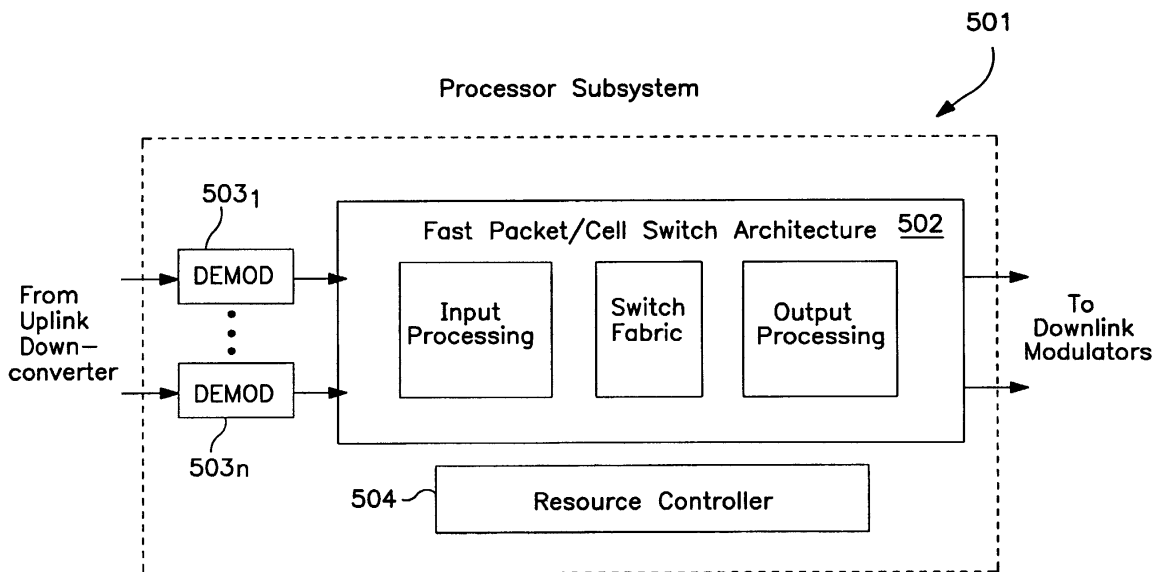 501
Processor Subsystem
503₁
Fast Packet/Cell Switch Architecture 502
DEMOD
From
Uplink
Down-
converter
Input
Processing
Switch
Fabric
Output
Processing
To
Downlink
Modulators
DEMOD
503n
504
Resource Controller